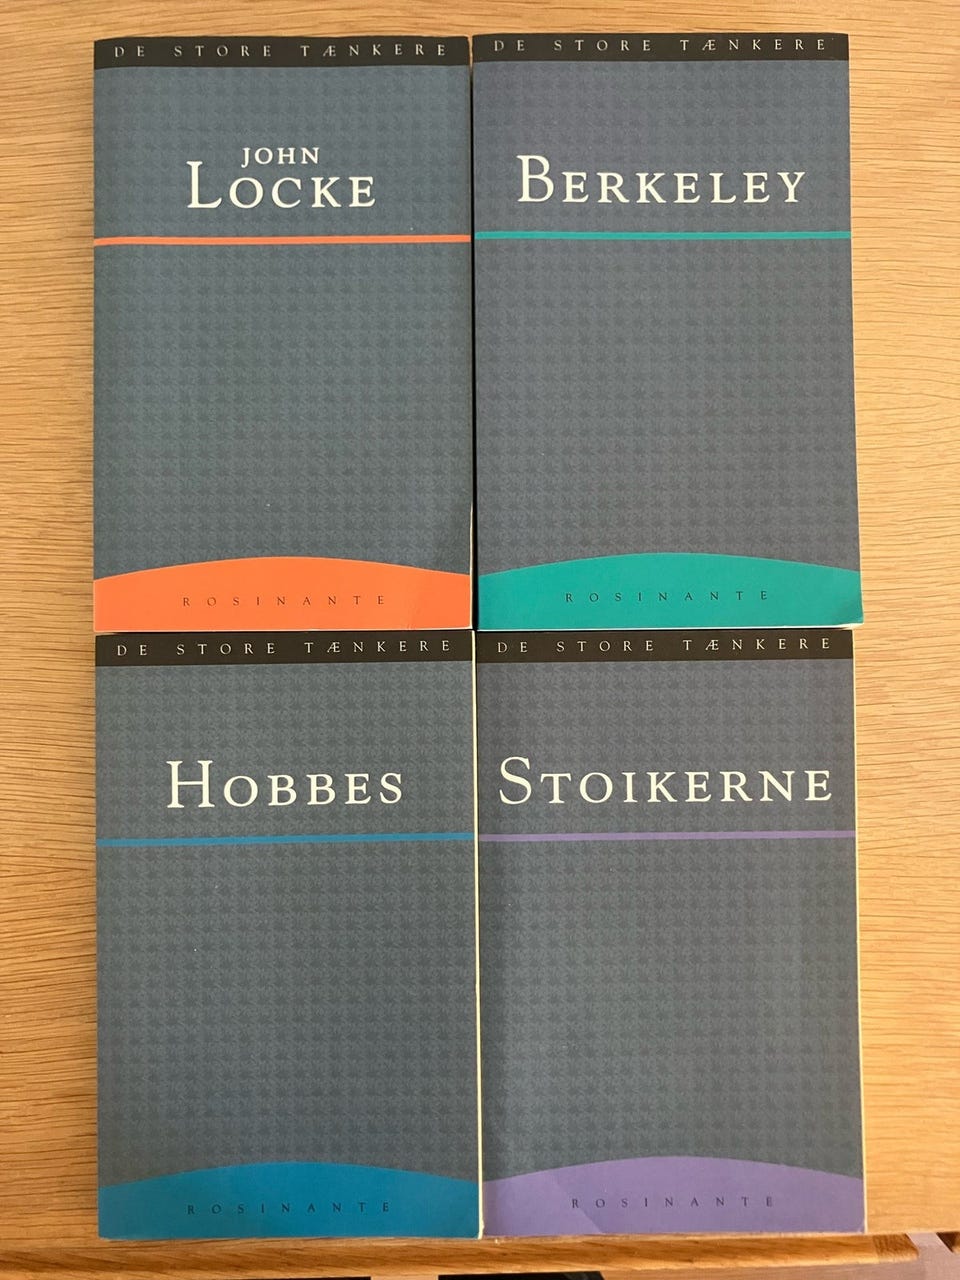 DE STORE TÆNKERE
JOHN
LOCKE
ROSINANTE
DE STORE TÆNKERE
BERKELEY
ROSINANTE
DE STORE TÆNKERE
HOBBES
ROSINANTE
DE STORE TÆNKERE
STOIKERNE
ROSINANTE